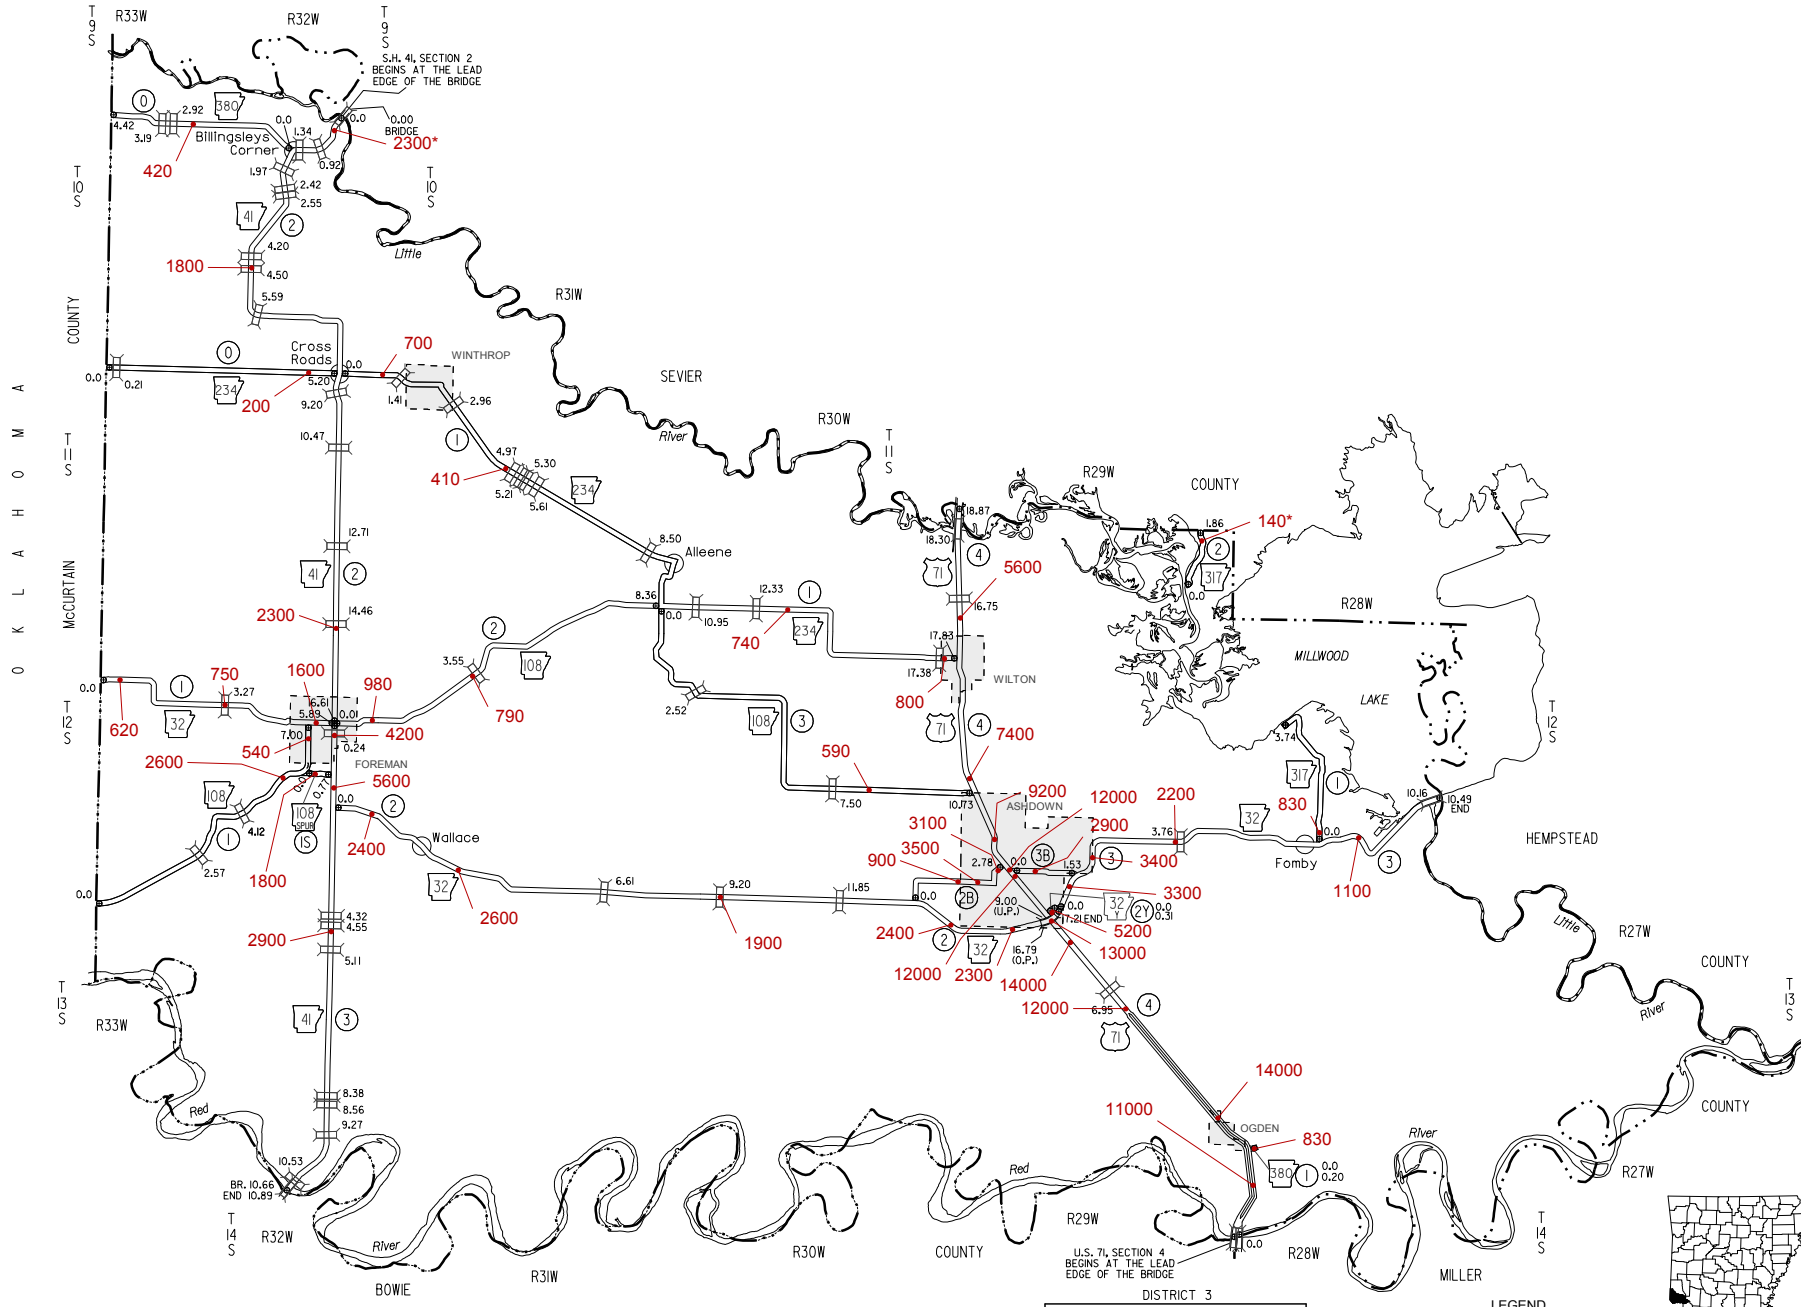 T
9
S
R33W
R32W
T
9
S
S.H. 41, SECTION 2
BEGINS AT THE LEAD
EDGE OF THE BRIDGE
0
2.92
380
4.42
3.19
Billingsleys
Corner
0.0
1.34
0.0
0.00
BRIDGE
2300*
0.92
420
1.97
T
10
S
T
10
S
2.42
2.55
41
2
4.20
1800
4.50
Little
5.59
R31W
COUNTY
Cross
Roads
0
0.0
700
WINTHROP
SEVIER
0.0
0.21
234
5.20
200
9.20
1.41
2.96
R30W
River
OKLAHOMA
T
11
S
10.47
1
4.97
410
5.30
5.21
5.61
234
T
11
S
R29W
COUNTY
18.87
18.30
4
1.86
140*
2
317
0.0
12.71
8.50
Alleene
71
5600
41
2
McCURTAIN
8.36
0.0
12.33
1
10.95
740
234
16.75
R28W
2300
14.46
2
3.55
108
17.83
MILLWOOD
LAKE
0.0
750
1
3.27
1600
980
17.38
WILTON
800
620
32
16.61
5.89
0.01
790
2.52
108
3
71
4
T
12
S
T
12
S
7.00
540
4200
0.24
3.74
2600
FOREMAN
590
7400
317
1
0.0
0.77
5600
108
108
SPUR
1S
0.0
2
7.50
10.73
9200
ASHDOWN
12000
2200
830
10.16
10.49
END
1
4.12
2400
Wallace
3100
2900
3.76
32
0.0
HEMPSTEAD
2.57
1800
3500
900
2.78
0.0
3B
1.53
3
3400
Fomby
1100
3
0.0
32
6.61
9.20
11.85
0.0
2B
3300
2600
9.00
(U.P.)
0.0
32
Y
2Y
0.0
0.31
4.32
4.55
2900
17.21 END
5200
Little
R27W
1900
2400
2
32
16.79
(O.P.)
13000
5.11
12000
2300
14000
COUNTY
T
13
S
R33W
41
3
12000
6.95
4
71
River
T
13
S
8.38
8.56
14000
Red
9.27
11000
COUNTY
OGDEN
830
River
10.53
BR. 10.66
END 10.89
Red
380
1
0.0
0.20
R27W
T
14
S
R32W
River
R31W
R30W
COUNTY
R29W
0.0
R28W
T
14
S
U.S. 71, SECTION 4
BEGINS AT THE LEAD
EDGE OF THE BRIDGE
BOWIE
MILLER
DISTRICT 3
LEGEND